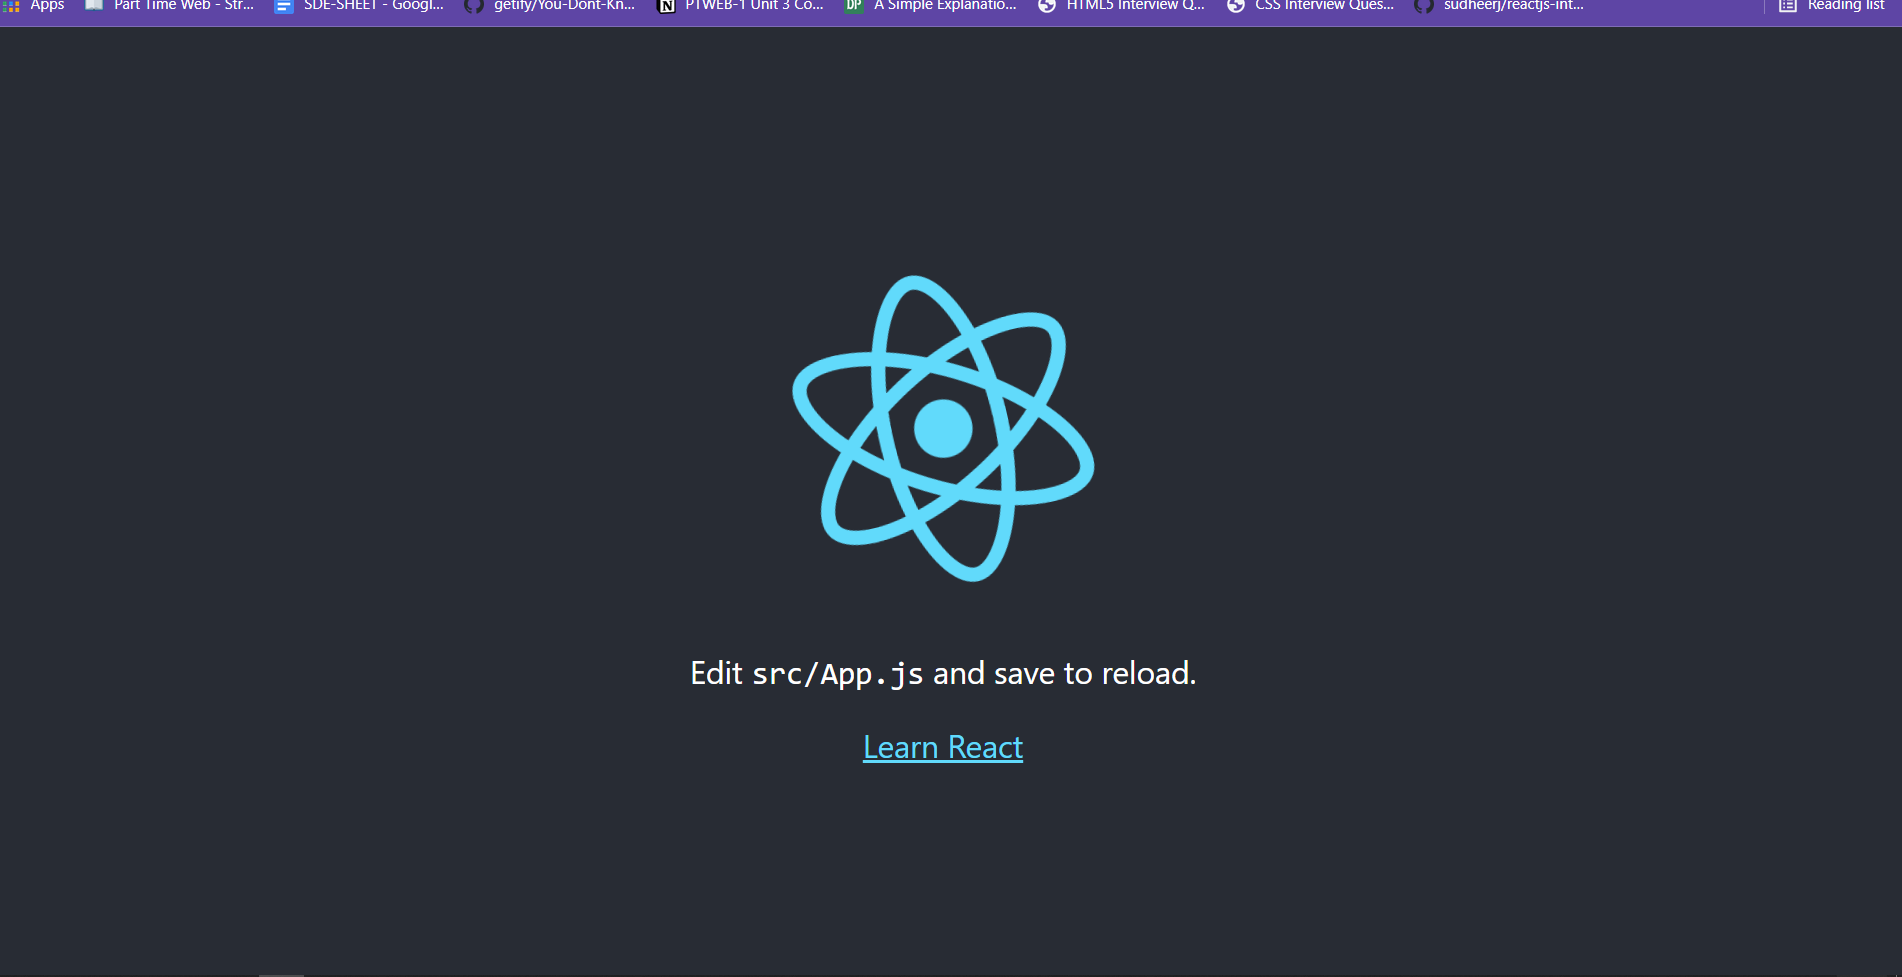 Apps Part Time Web - Str... SDE-SHEET - Googl... getify/You-Dont-Kn... PTWEB-1 Unit 3 Co... DP A Simple Explanatio... HTML5 Interview Q... CSS Interview Ques... sudheerj/reactjs-int... Reading list
Edit src/App.js and save to reload.
Learn React